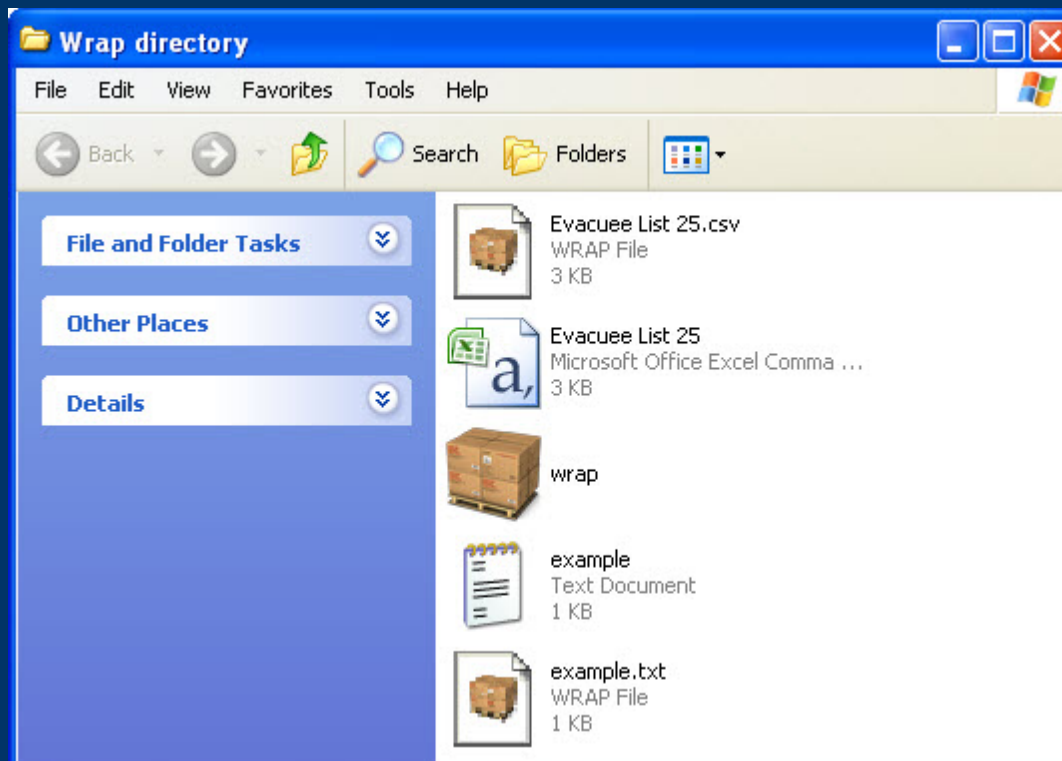 Wrap directory
File Edit View Favorites Tools Help
Back Search Folders
File and Folder Tasks
Other Places
Details
Evacuee List 25.csv
WRAP File
3 KB
Evacuee List 25
Microsoft Office Excel Comma ...
3 KB
a,
wrap
example
Text Document
1 KB
example.txt
WRAP File
1 KB